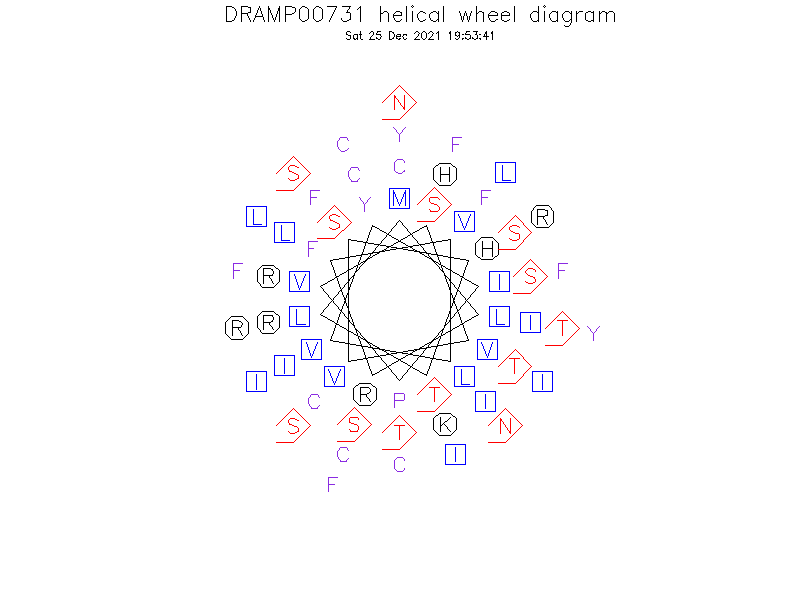 DRAMP00731 helical wheel diagram
Sat 25 Dec 2021 19:53:41
N
Y
C F
C C H L
S
F Y M S F
L S V S R
L F H
F R V I S F
R R L L I T Y
V V
I I V L T I
C R P T I
S S T K N
C C I
F